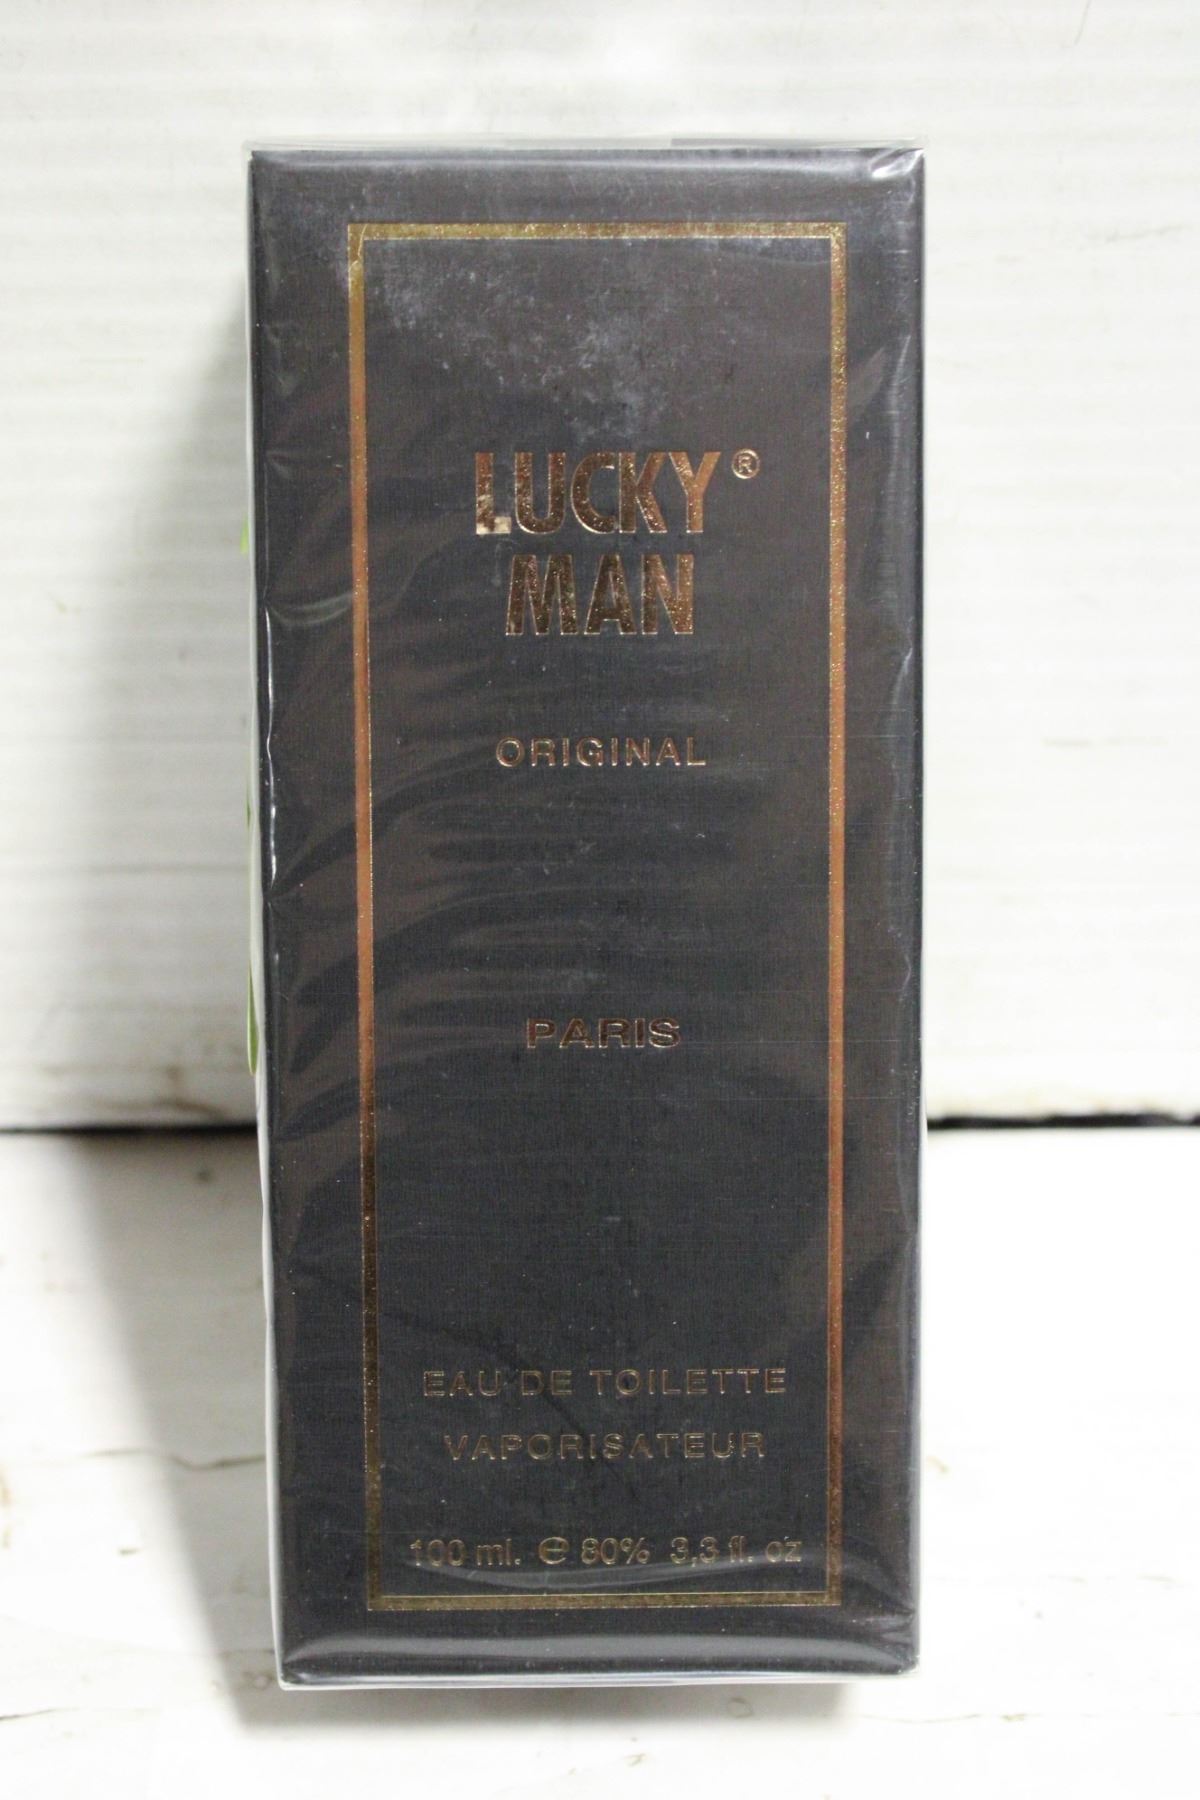 LUCKY®
MAN
ORIGINAL
PARIS
EAU DE TOILETTE
VAPORISATEUR
100 ml. ℮ 80% 3,3 fl. oz